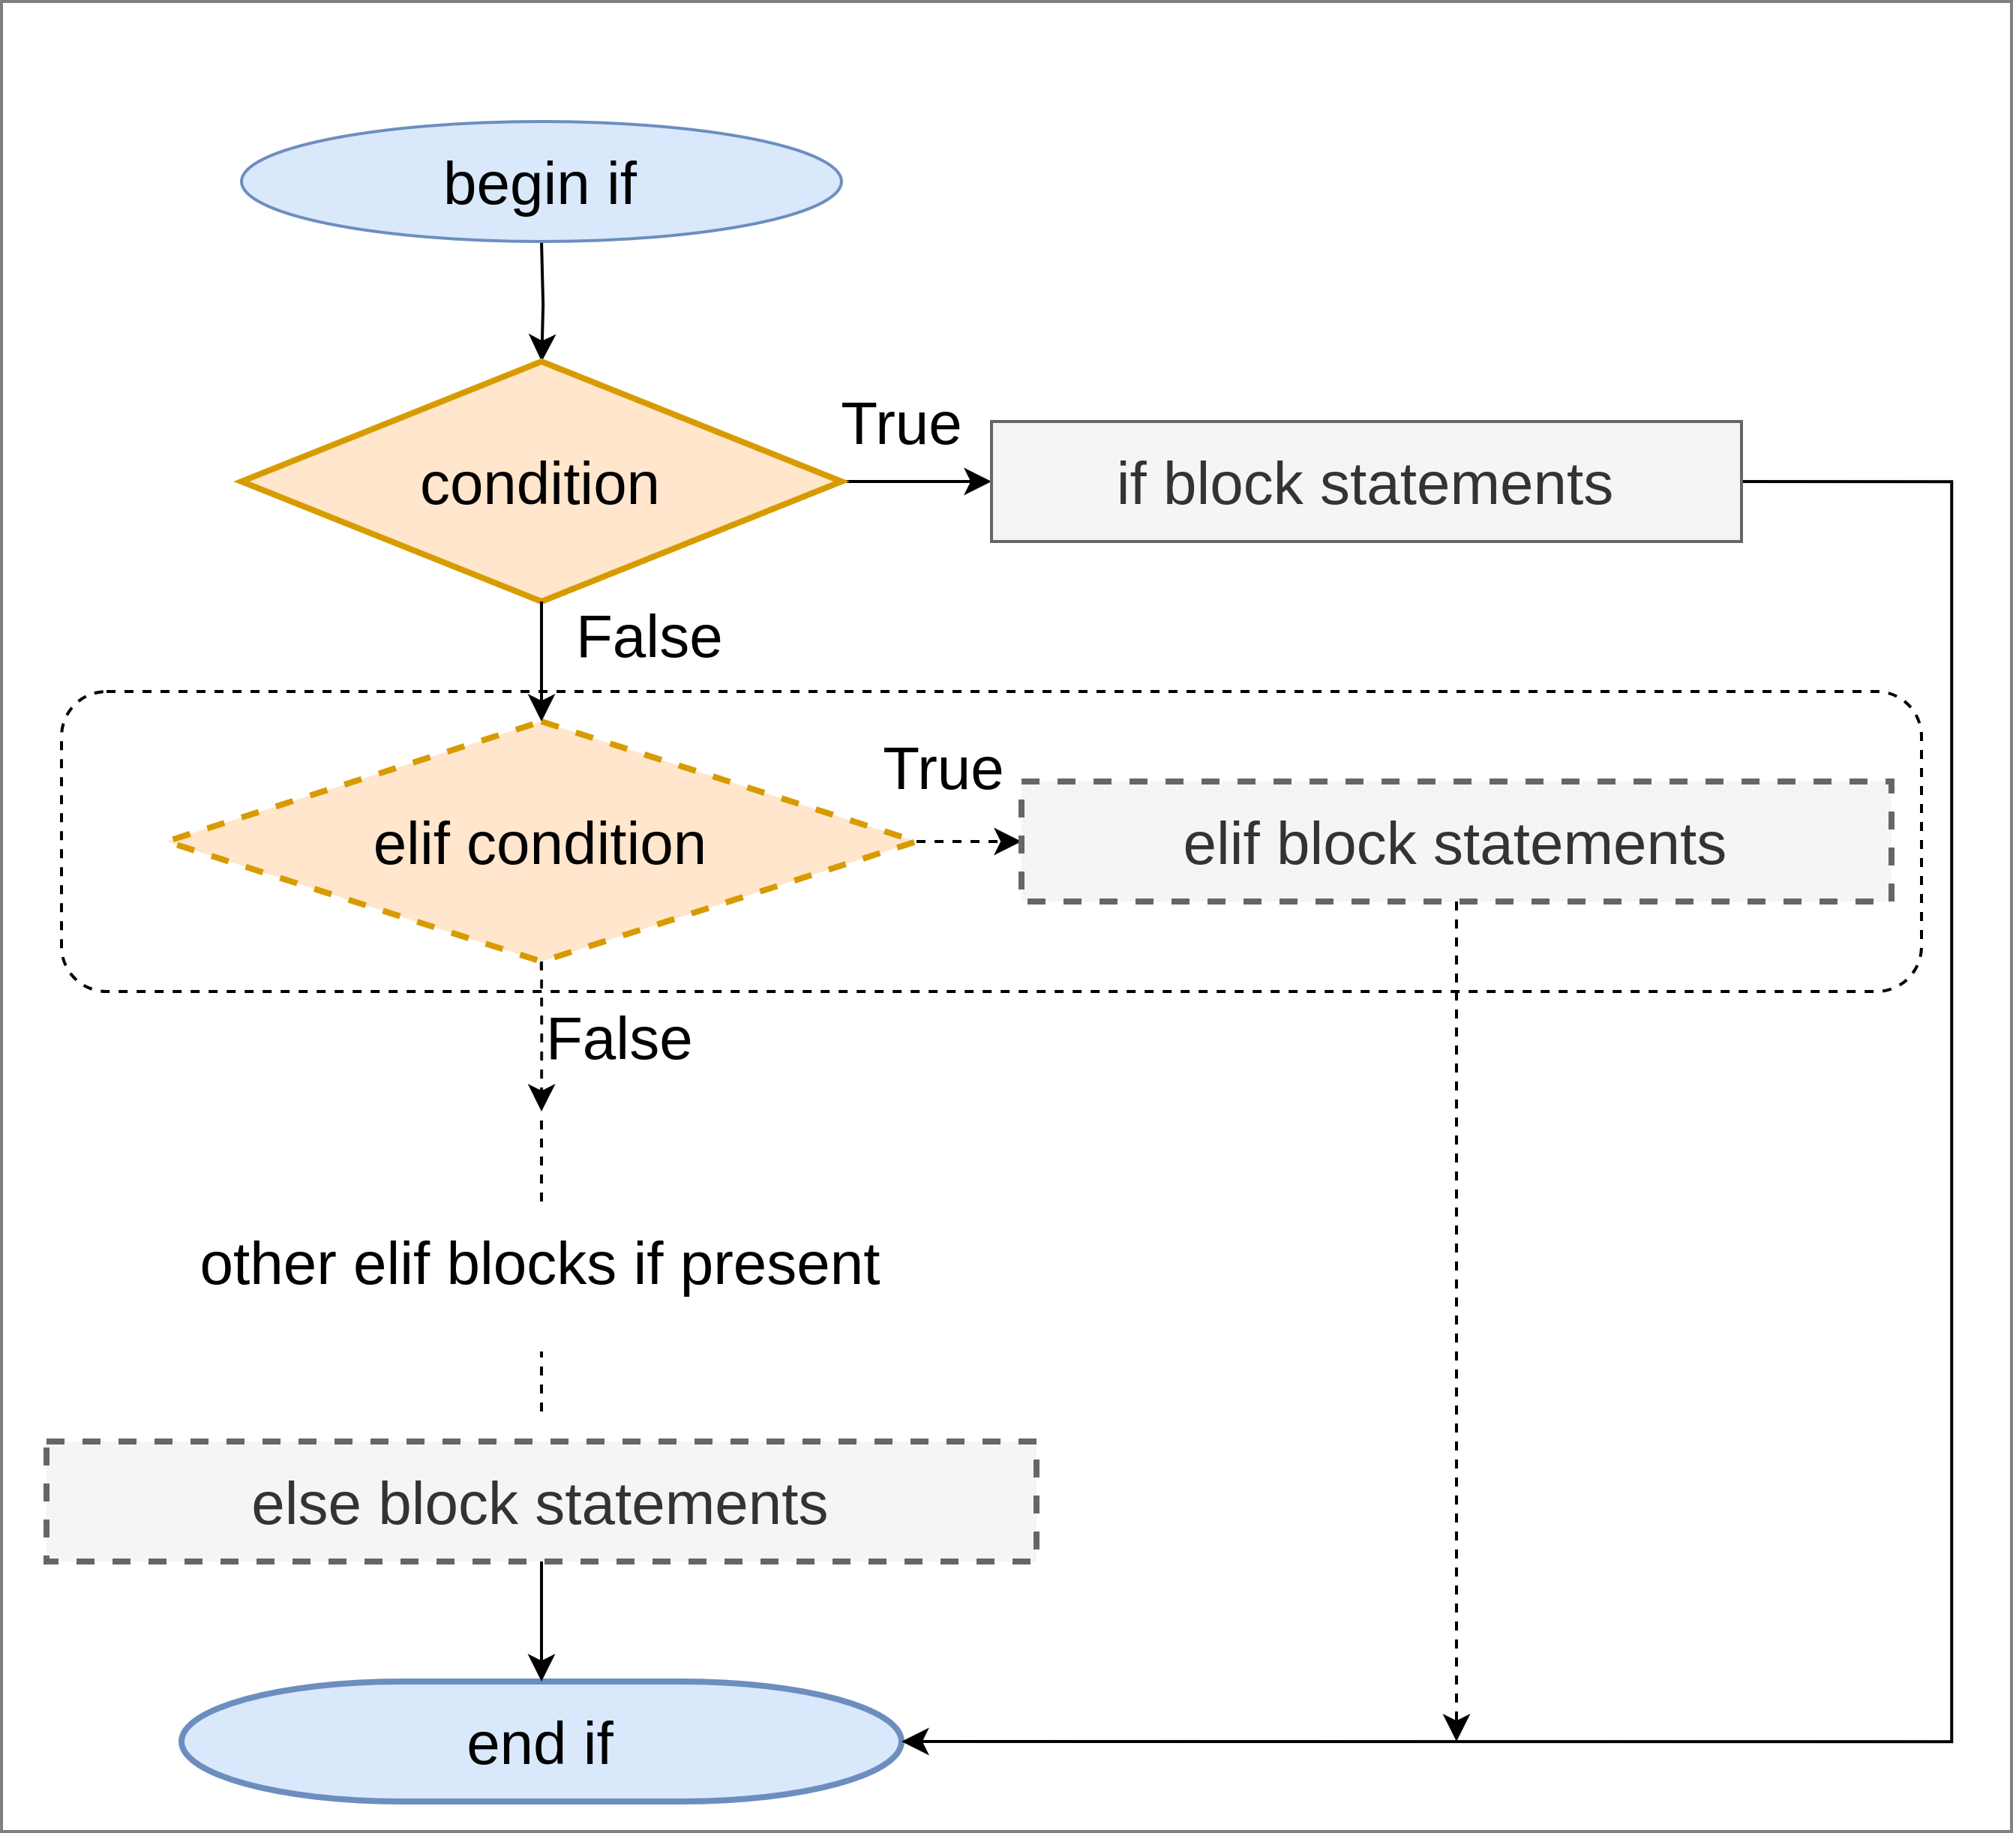 begin if
condition
True
if block statements
False
elif condition
True
elif block statements
False
other elif blocks if present
else block statements
end if